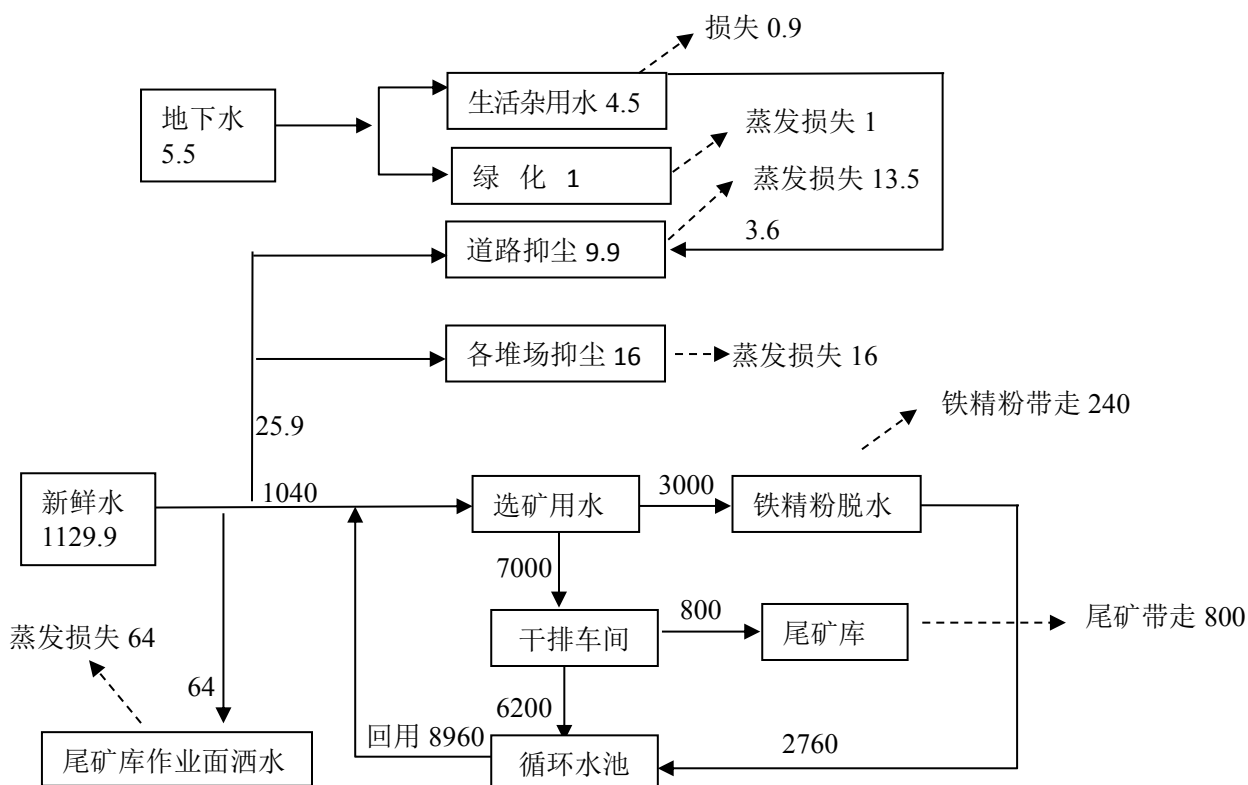 损失 0.9
地下水
5.5
生活杂用水 4.5
蒸发损失 1
绿 化 1
蒸发损失 13.5
道路抑尘 9.9
3.6
各堆场抑尘 16
蒸发损失 16
铁精粉带走 240
25.9
新鲜水
1129.9
1040
选矿用水
3000
铁精粉脱水
7000
800
干排车间
尾矿库
尾矿带走 800
蒸发损失 64
64
6200
回用 8960
2760
尾矿库作业面洒水
循环水池